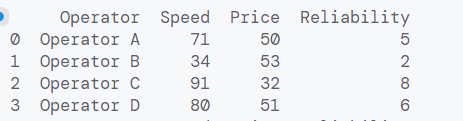 Operator Speed Price Reliability
0 Operator A 71 50 5
1 Operator B 34 53 2
2 Operator C 91 32 8
3 Operator D 80 51 6